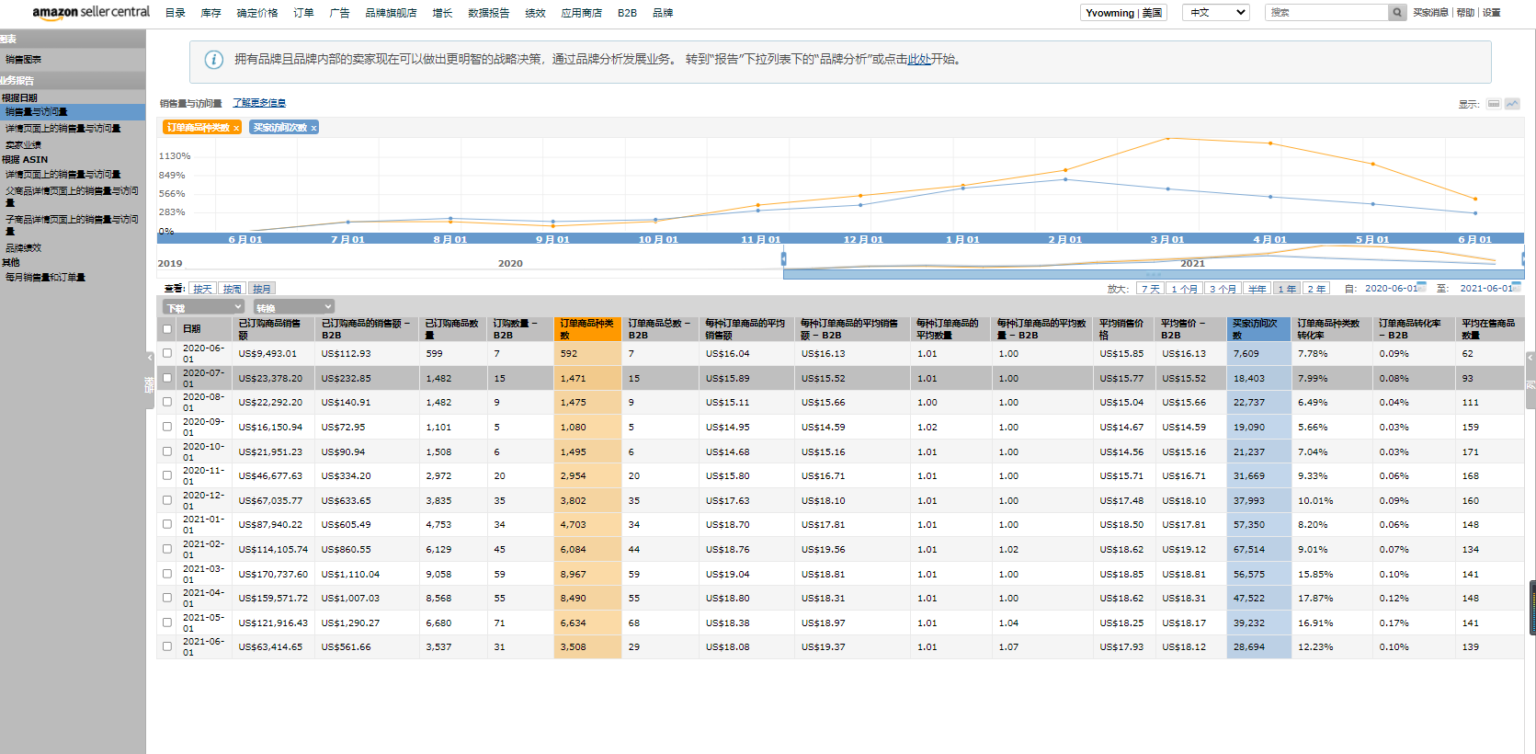 amazon seller central 目录 库存 确定价格 订单 广告 品牌旗舰店 增长 数据报告 绩效 应用商店 B2B 品牌 Yvowming | 美国 中文 搜索 买家消息 | 帮助 | 设置
图表
销售图表
业务报告
根据日期
销售量与访问量
详情页面上的销售量与访问量
卖家业绩
根据 ASIN
详情页面上的销售量与访问量
父商品详情页面上的销售量与访问
量
子商品详情页面上的销售量与访问
量
品牌绩效
其他
每月销售量和订单量
拥有品牌且品牌内部的卖家现在可以做出更明智的战略决策，通过品牌分析发展业务。 转到“报告”下拉列表下的“品牌分析”或点击此处开始。
销售量与访问量 了解更多信息 显示:
订单商品种类数 x 买家访问次数 x
1130%
849%
566%
283%
0%
6月01 7月01 8月01 9月01 10月01 11月01 12月01 1月01 2月01 3月01 4月01 5月01 6月01
2019 2020 2021
查看: 按天 按周 按月 放大: 7 天 1 个月 3 个月 半年 1 年 2 年 自: 2020-06-01 至: 2021-06-01
下载 转换
日期 已订购商品销售额 已订购商品的销售额 – B2B 已订购商品数量 订购数量 – B2B 订单商品种类数 订单商品总数 – B2B 每种订单商品的平均销售额 每种订单商品的平均销售额 – B2B 每种订单商品的平均数量 每种订单商品的平均数量 – B2B 平均销售价格 平均售价 – B2B 买家访问次数 订单商品种类数转化率 订单商品转化率 – B2B 平均在售商品数量
2020-06-01 US$9,493.01 US$112.93 599 7 592 7 US$16.04 US$16.13 1.01 1.00 US$15.85 US$16.13 7,609 7.78% 0.09% 62
2020-07-01 US$23,378.20 US$232.85 1,482 15 1,471 15 US$15.89 US$15.52 1.01 1.00 US$15.77 US$15.52 18,403 7.99% 0.08% 93
2020-08-01 US$22,292.20 US$140.91 1,482 9 1,475 9 US$15.11 US$15.66 1.00 1.00 US$15.04 US$15.66 22,737 6.49% 0.04% 111
2020-09-01 US$16,150.94 US$72.95 1,101 5 1,080 5 US$14.95 US$14.59 1.02 1.00 US$14.67 US$14.59 19,090 5.66% 0.03% 159
2020-10-01 US$21,951.23 US$90.94 1,508 6 1,495 6 US$14.68 US$15.16 1.01 1.00 US$14.56 US$15.16 21,237 7.04% 0.03% 171
2020-11-01 US$46,677.63 US$334.20 2,972 20 2,954 20 US$15.80 US$16.71 1.01 1.00 US$15.71 US$16.71 31,669 9.33% 0.06% 168
2020-12-01 US$67,035.77 US$633.65 3,835 35 3,802 35 US$17.63 US$18.10 1.01 1.00 US$17.48 US$18.10 37,993 10.01% 0.09% 160
2021-01-01 US$87,940.22 US$605.49 4,753 34 4,703 34 US$18.70 US$17.81 1.01 1.00 US$18.50 US$17.81 57,350 8.20% 0.06% 148
2021-02-01 US$114,105.74 US$860.55 6,129 45 6,084 44 US$18.76 US$19.56 1.01 1.02 US$18.62 US$19.12 67,514 9.01% 0.07% 134
2021-03-01 US$170,737.60 US$1,110.04 9,058 59 8,967 59 US$19.04 US$18.81 1.01 1.00 US$18.85 US$18.81 56,575 15.85% 0.10% 141
2021-04-01 US$159,571.72 US$1,007.03 8,568 55 8,490 55 US$18.80 US$18.31 1.01 1.00 US$18.62 US$18.31 47,522 17.87% 0.12% 148
2021-05-01 US$121,916.43 US$1,290.27 6,680 71 6,634 68 US$18.38 US$18.97 1.01 1.04 US$18.25 US$18.17 39,232 16.91% 0.17% 141
2021-06-01 US$63,414.65 US$561.66 3,537 31 3,508 29 US$18.08 US$19.37 1.01 1.07 US$17.93 US$18.12 28,694 12.23% 0.10% 139